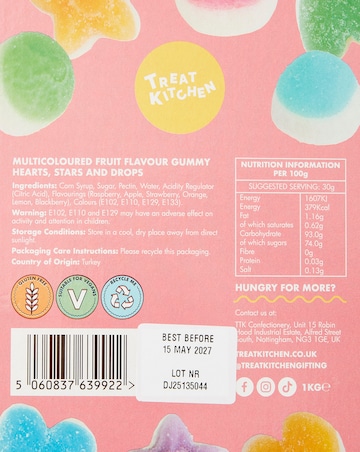 TREAT
KITCHEN
MULTICOLOURED FRUIT FLAVOUR GUMMY
HEARTS, STARS AND DROPS
Ingredients: Corn Syrup, Sugar, Pectin, Water, Acidity Regulator
(Citric Acid), Flavourings (Raspberry, Apple, Strawberry, Orange,
Lemon, Blackberry), Colours (E102, E110, E129, E133).
Warning: E102, E110 and E129 may have an adverse effect on
activity and attention in children.
Storage Conditions: Store in a cool, dry place away from direct
sunlight.
Packaging Care Instructions: Please recycle this packaging
Country of Origin: Turkey
GLUTEN FREE
SUITABLE FOR VEGANS
V
RECYCLE ME
NUTRITION INFORMATION
PER 100g
SUGGESTED SERVING: 30g
Energy 1607KJ
Energy 379Kcal
Fat 1.16g
of which saturates 0.62g
Carbohydrate 93.0g
of which sugars 74.0g
Fibre 0g
Protein 0.03g
Salt 0.13g
HUNGRY FOR MORE?
Contact us at:
TTK Confectionery, Unit 15 Robin
Hood Industrial Estate, Alfred Street
South, Nottingham, NG3 1GE, UK
TREATKITCHEN.CO.UK
@TREATKITCHENGIFTING
1KG e
BEST BEFORE
15 MAY 2027
LOT NR
DJ25135044
5 060837 639922 >